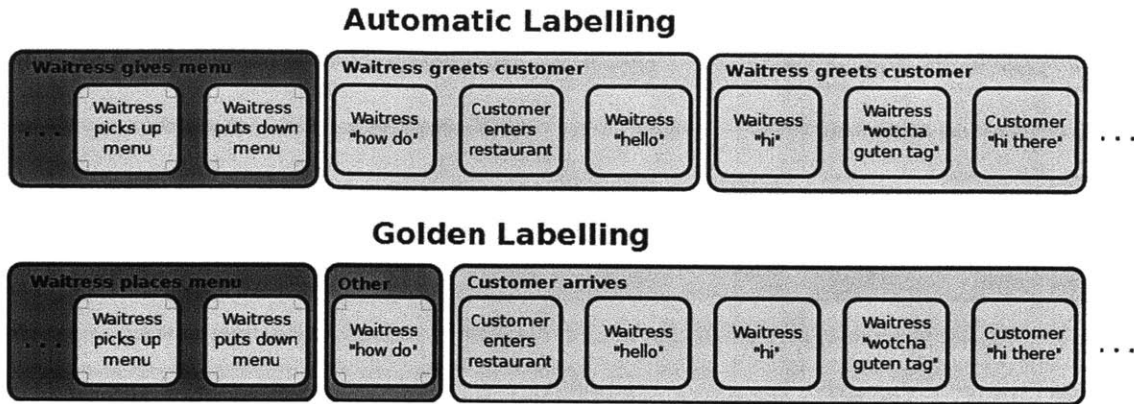 Automatic Labelling
Waitress gives menu
Waitress greets customer
Waitress greets customer
. . .
Waitress
picks up
menu
Waitress
puts down
menu
Waitress
"how do"
Customer
enters
restaurant
Waitress
"hello"
Waitress
"hi"
Waitress
"wotcha
guten tag"
Customer
"hi there"
. . .
Golden Labelling
Waitress places menu
Other
Customer arrives
. . .
Waitress
picks up
menu
Waitress
puts down
menu
Waitress
"how do"
Customer
enters
restaurant
Waitress
"hello"
Waitress
"hi"
Waitress
"wotcha
guten tag"
Customer
"hi there"
. . .